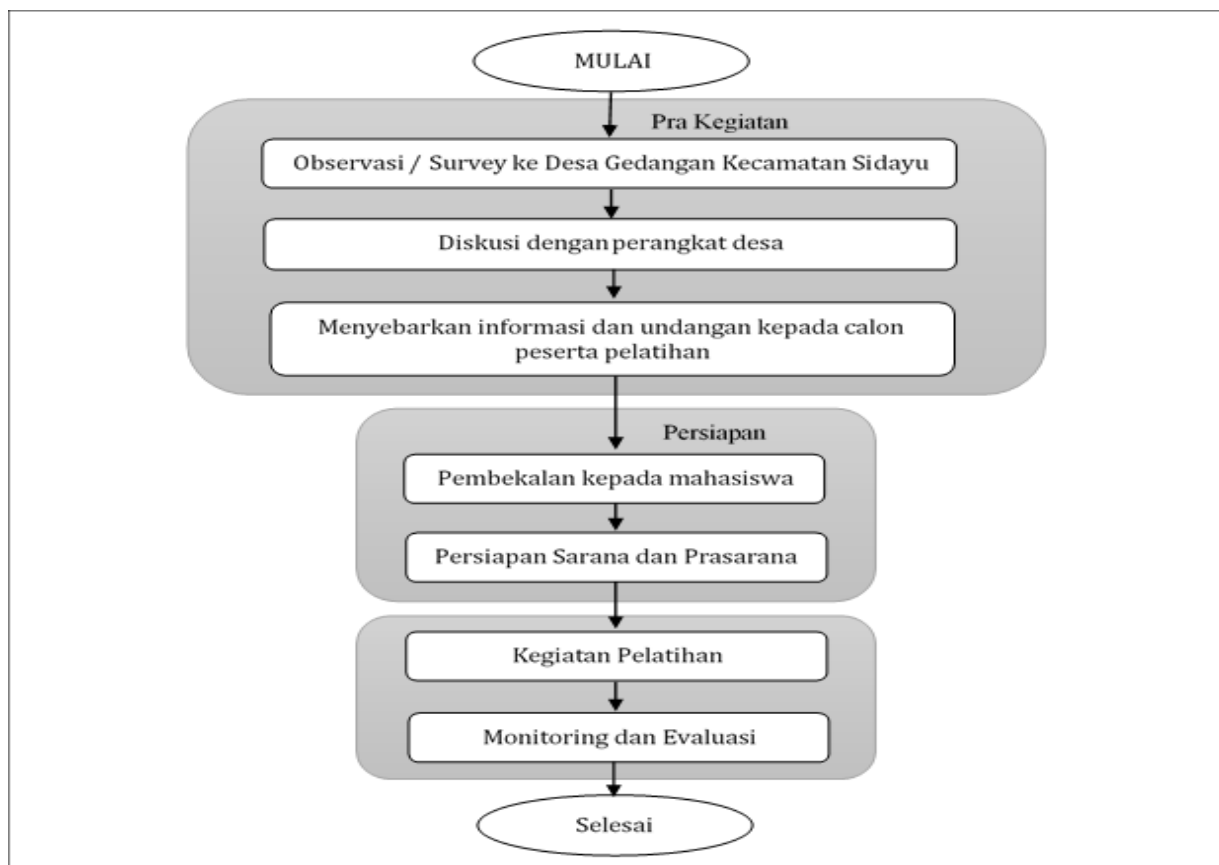 MULAI
Pra Kegiatan
Observasi / Survey ke Desa Gedangan Kecamatan Sidayu
Diskusi dengan perangkat desa
Menyebarkan informasi dan undangan kepada calon
peserta pelatihan
Persiapan
Pembekalan kepada mahasiswa
Persiapan Sarana dan Prasarana
Kegiatan Pelatihan
Monitoring dan Evaluasi
Selesai